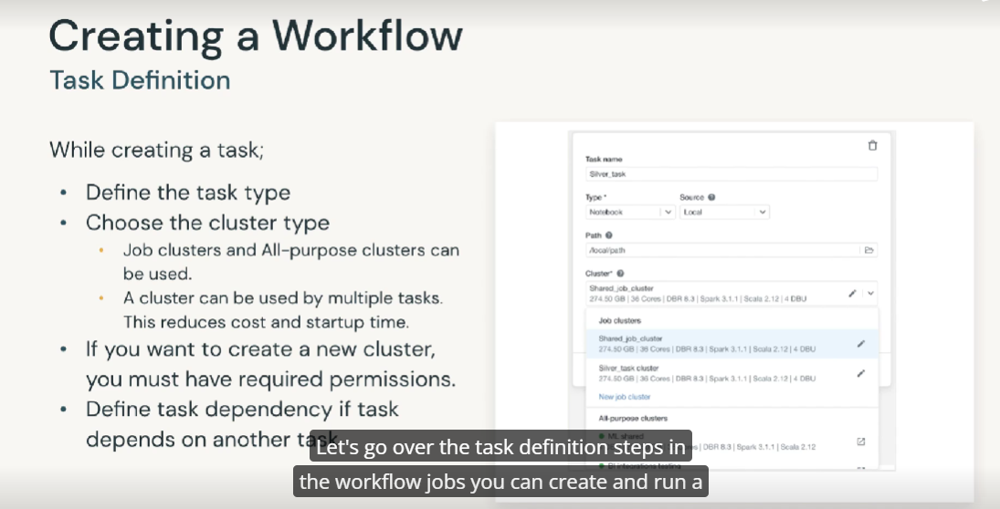 Creating a Workflow
Task Definition
While creating a task;
• Define the task type
• Choose the cluster type
• Job clusters and All-purpose clusters can
be used.
• A cluster can be used by multiple tasks.
This reduces cost and startup time.
• If you want to create a new cluster,
you must have required permissions.
• Define task dependency if task
depends on another task.
Task name
Silver_task
Type *
Source
Notebook
Local
Path
/local/path
Cluster*
Shared_job_cluster
274.50 GB | 36 Cores | DBR 8.3 | Spark 3.1.1 | Scala 2.12 | 4 DBU
Job clusters
Shared_job_cluster
274.50 GB | 36 Cores | DBR 8.3 | Spark 3.1.1 | Scala 2.12 | 4 DBU
Silver_task cluster
274.50 GB | 36 Cores | DBR 8.3 | Spark 3.1.1 | Scala 2.12 | 4 DBU
New job cluster
All-purpose clusters
ML shared
| DBR 8.3 | Spark 3.1.1 | Scala 2.12
BI integrations testing
Let's go over the task definition steps in
the workflow jobs you can create and run a